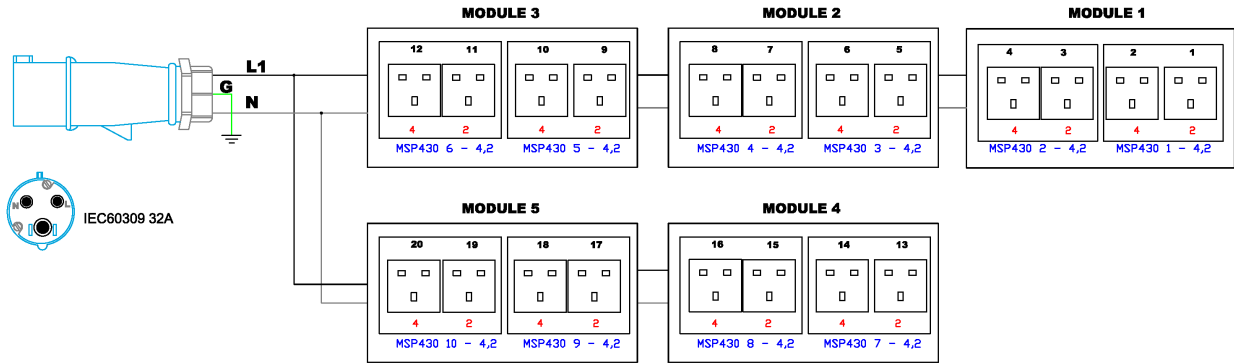 MODULE 3 MODULE 2 MODULE 1
12 11 10 9 8 7 6 5 4 3 2 1
L1
G
N
4 2 4 2 4 2 4 2 4 2 4 2
MSP430 6 - 4,2 MSP430 5 - 4,2 MSP430 4 - 4,2 MSP430 3 - 4,2 MSP430 2 - 4,2 MSP430 1 - 4,2
N L
IEC60309 32A
MODULE 5 MODULE 4
20 19 18 17 16 15 14 13
4 2 4 2 4 2 4 2
MSP430 10 - 4,2 MSP430 9 - 4,2 MSP430 8 - 4,2 MSP430 7 - 4,2